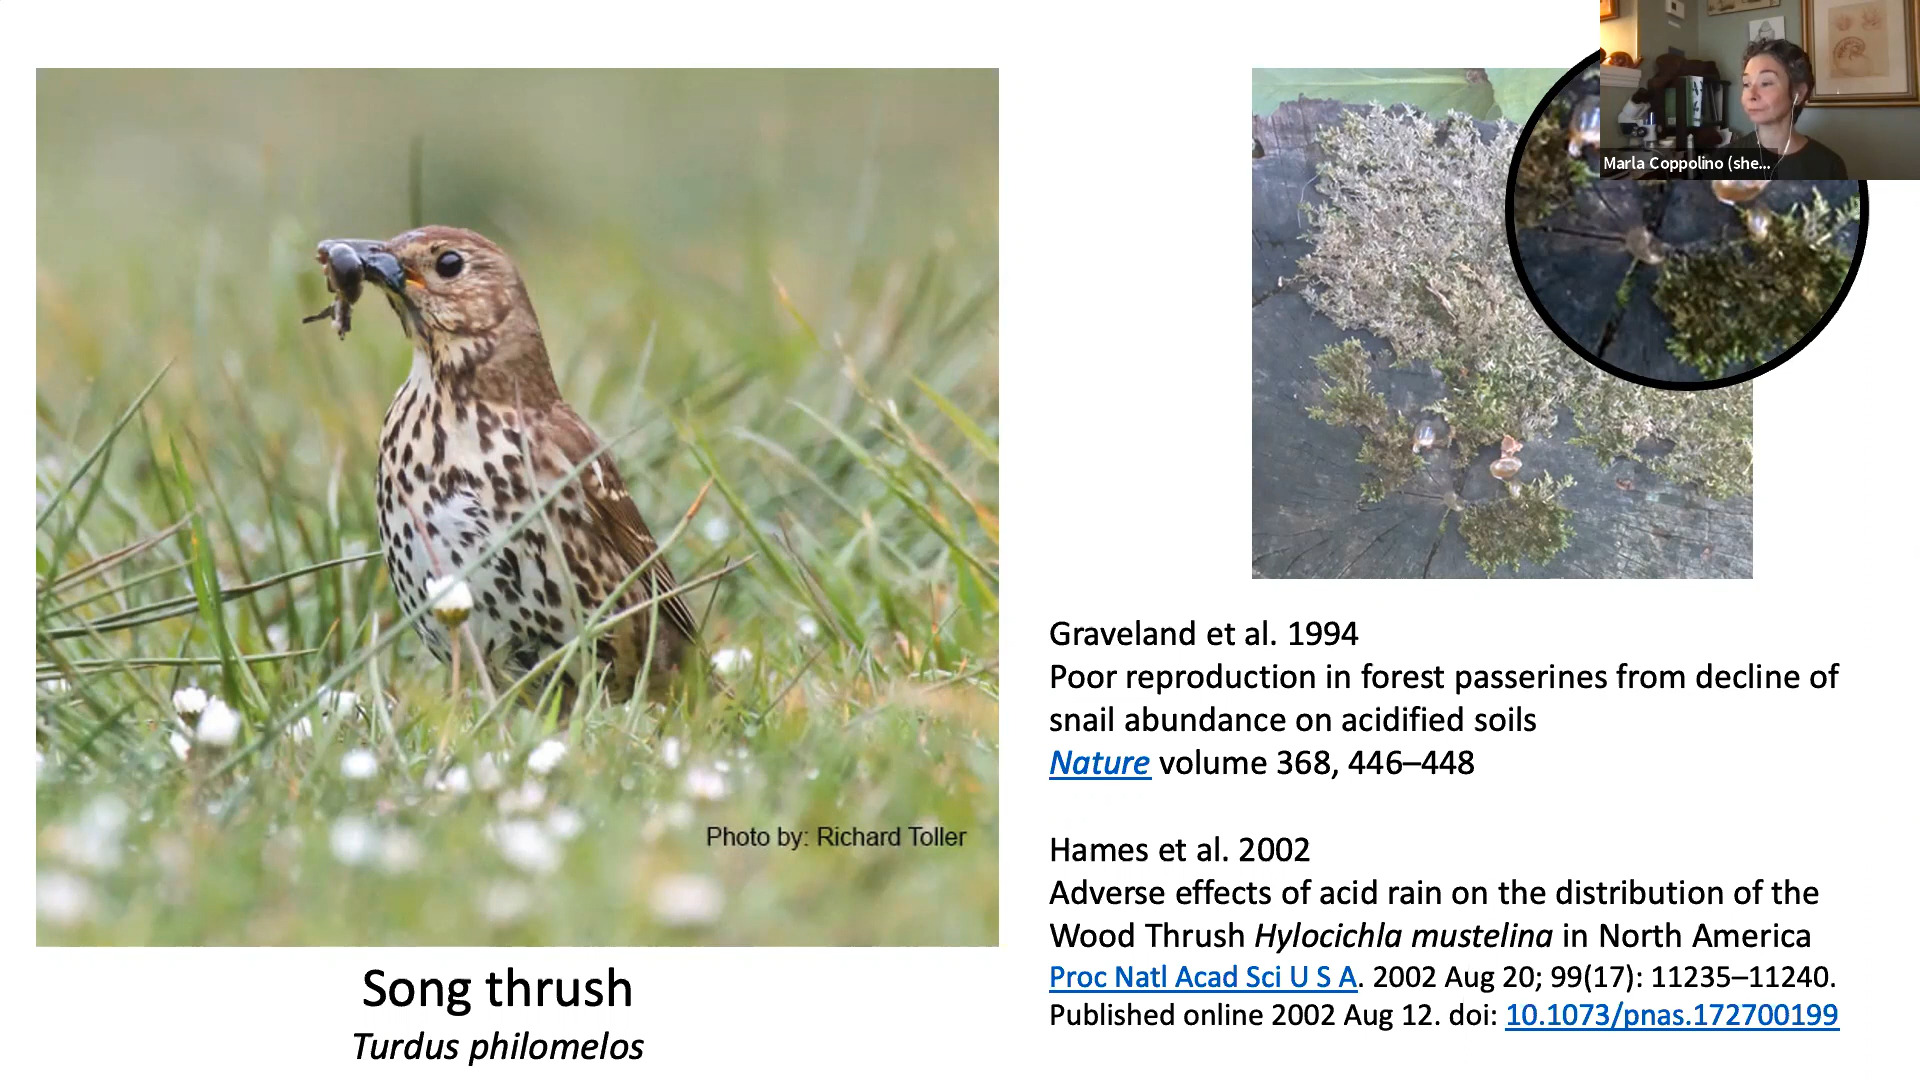 Marla Coppolino (she...
Photo by: Richard Toller
Song thrush
Turdus philomelos
Graveland et al. 1994
Poor reproduction in forest passerines from decline of
snail abundance on acidified soils
Nature volume 368, 446–448
Hames et al. 2002
Adverse effects of acid rain on the distribution of the
Wood Thrush Hylocichla mustelina in North America
Proc Natl Acad Sci U S A. 2002 Aug 20; 99(17): 11235–11240.
Published online 2002 Aug 12. doi: 10.1073/pnas.172700199